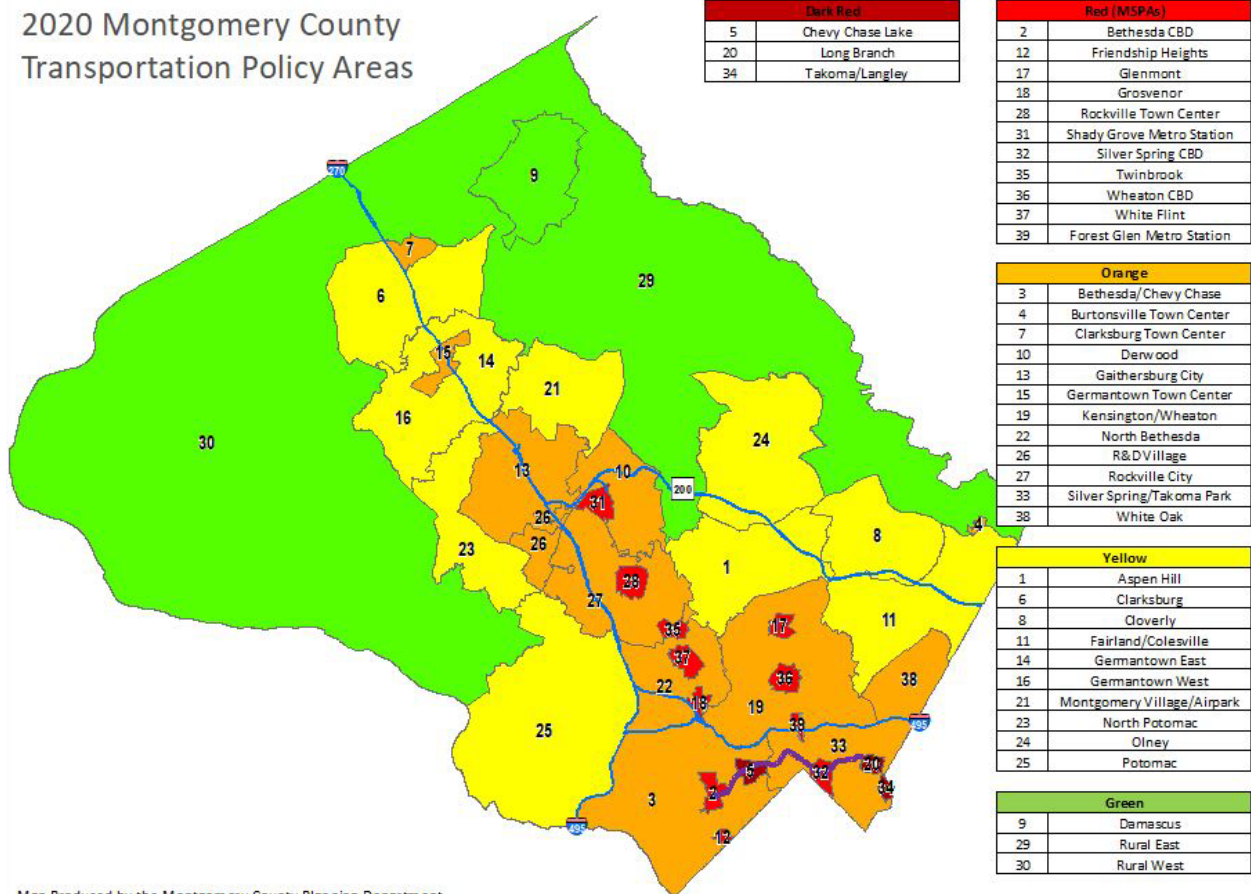 2020 Montgomery County
Transportation Policy Areas
Dark Red
5 Chevy Chase Lake
20 Long Branch
34 Takoma/Langley
Red (MSPAs)
2 Bethesda CBD
12 Friendship Heights
17 Glenmont
18 Grosvenor
28 Rockville Town Center
31 Shady Grove Metro Station
32 Silver Spring CBD
35 Twinbrook
36 Wheaton CBD
37 White Flint
39 Forest Glen Metro Station
Orange
3 Bethesda/Chevy Chase
4 Burtonsville Town Center
7 Clarksburg Town Center
10 Derwood
13 Gaithersburg City
15 Germantown Town Center
19 Kensington/Wheaton
22 North Bethesda
26 R&D Village
27 Rockville City
33 Silver Spring/Takoma Park
38 White Oak
Yellow
1 Aspen Hill
6 Clarksburg
8 Cloverly
11 Fairland/Colesville
14 Germantown East
16 Germantown West
21 Montgomery Village/Airpark
23 North Potomac
24 Olney
25 Potomac
Green
9 Damascus
29 Rural East
30 Rural West
270
9
7
29
6
15
14
21
16
24
30
13
10
200
31
26
4
8
26
23
1
28
27
11
35
17
37
36
38
22
18
19
39
495
25
33
5
20
32
2
34
3
495
12
Map Produced by the Montgomery County Planning Department